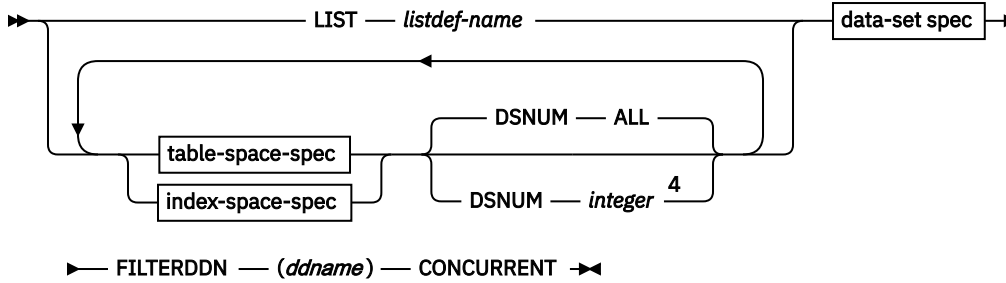 LIST listdef-name data-set spec
DSNUM ALL
table-space-spec
index-space-spec
DSNUM integer 4
FILTERDDN (ddname) CONCURRENT